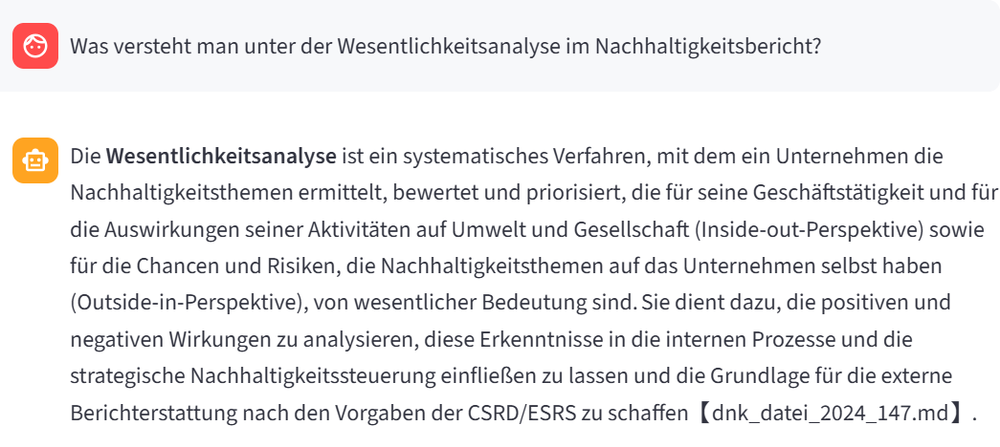 Was versteht man unter der Wesentlichkeitsanalyse im Nachhaltigkeitsbericht?
Die Wesentlichkeitsanalyse ist ein systematisches Verfahren, mit dem ein Unternehmen die
Nachhaltigkeitsthemen ermittelt, bewertet und priorisiert, die für seine Geschäftstätigkeit und für
die Auswirkungen seiner Aktivitäten auf Umwelt und Gesellschaft (Inside-out-Perspektive) sowie
für die Chancen und Risiken, die Nachhaltigkeitsthemen auf das Unternehmen selbst haben
(Outside-in-Perspektive), von wesentlicher Bedeutung sind. Sie dient dazu, die positiven und
negativen Wirkungen zu analysieren, diese Erkenntnisse in die internen Prozesse und die
strategische Nachhaltigkeitssteuerung einfließen zu lassen und die Grundlage für die externe
Berichterstattung nach den Vorgaben der CSRD/ESRS zu schaffen【dnk_datei_2024_147.md】.